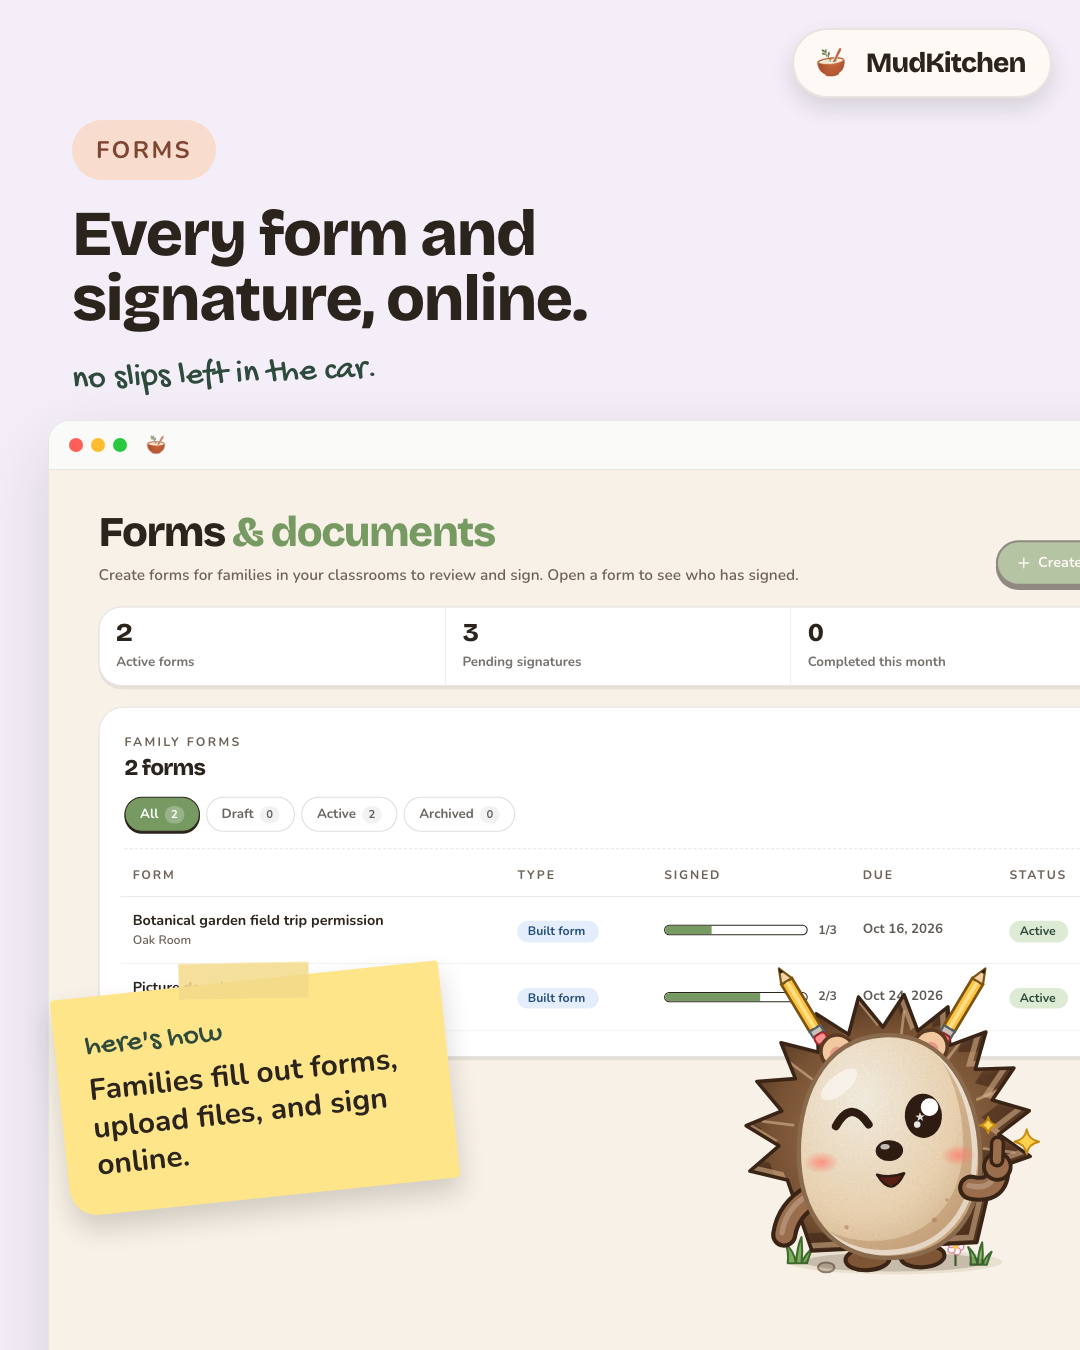 MudKitchen
FORMS
Every form and
signature, online.
no slips left in the car.
Forms & documents
Create forms for families in your classrooms to review and sign. Open a form to see who has signed.
+ Create
2
Active forms
3
Pending signatures
0
Completed this month
FAMILY FORMS
2 forms
All 2 Draft 0 Active 2 Archived 0
FORM TYPE SIGNED DUE STATUS
Botanical garden field trip permission
Oak Room
Built form 1/3 Oct 16, 2026 Active
Picture
Built form 2/3 Oct 24, 2026 Active
here's how
Families fill out forms,
upload files, and sign
online.